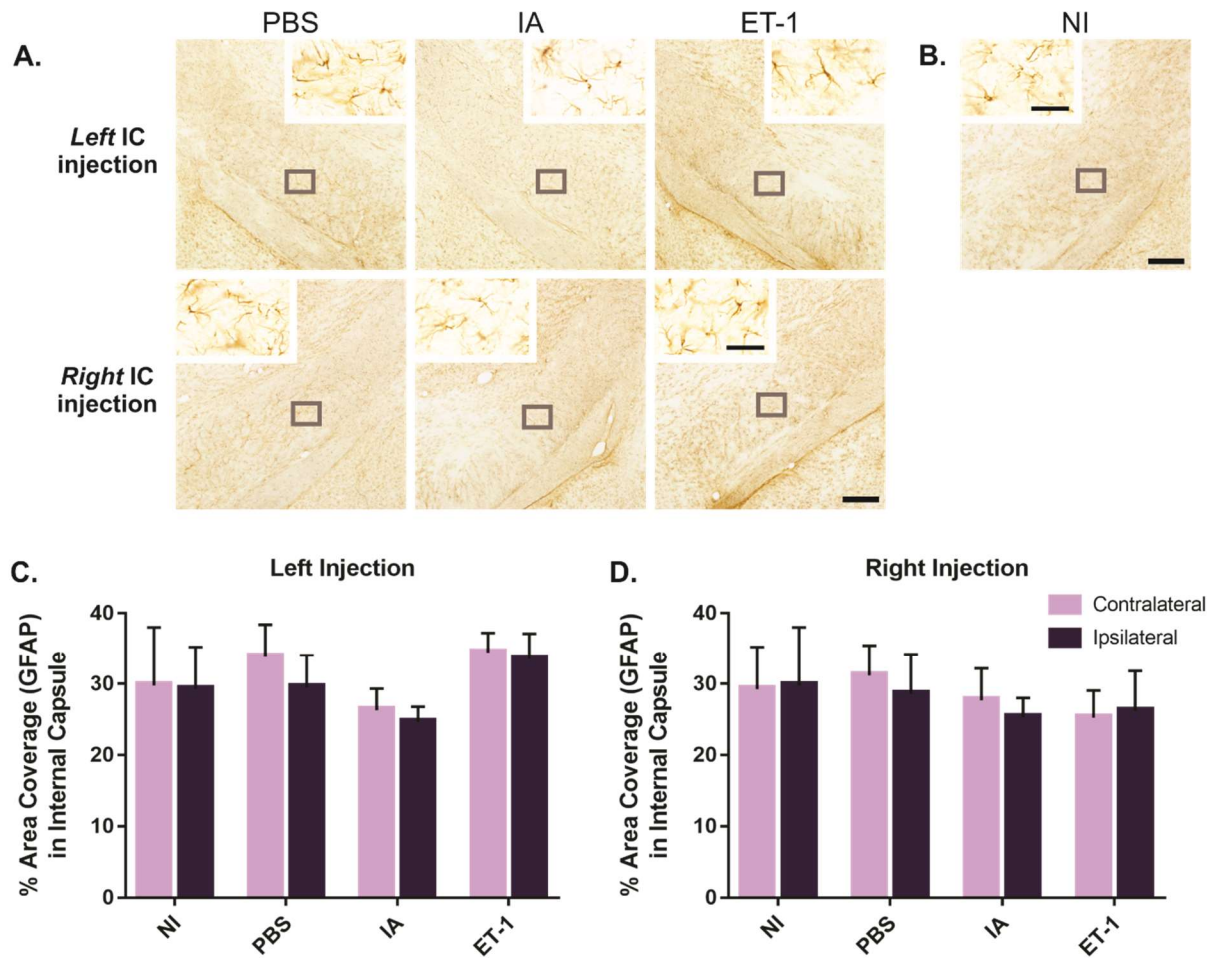 PBS IA ET-1 NI
A. B.
Left IC
injection
Right IC
injection
C. Left Injection
% Area Coverage (GFAP)
in Internal Capsule
40
30
20
10
0
NI PBS IA ET-1
D. Right Injection
Contralateral
Ipsilateral
% Area Coverage (GFAP)
in Internal Capsule
40
30
20
10
0
NI PBS IA ET-1